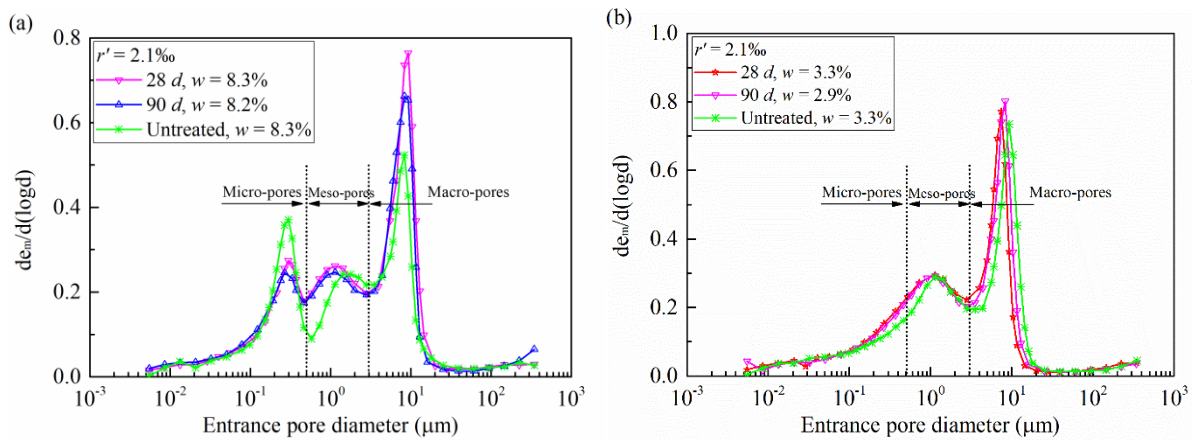 (a)
r' = 2.1‰
28 d, w = 8.3%
90 d, w = 8.2%
Untreated, w = 8.3%
Micro-pores
Meso-pores
Macro-pores
0.8
0.6
0.4
0.2
0.0
10⁻³ 10⁻² 10⁻¹ 10⁰ 10¹ 10² 10³
Entrance pore diameter (μm)
deₘ/d(logd)
(b)
r' = 2.1‰
28 d, w = 3.3%
90 d, w = 2.9%
Untreated, w = 3.3%
Micro-pores
Meso-pores
Macro-pores
1.0
0.8
0.6
0.4
0.2
0.0
10⁻³ 10⁻² 10⁻¹ 10⁰ 10¹ 10² 10³
Entrance pore diameter (μm)
deₘ/d(logd)